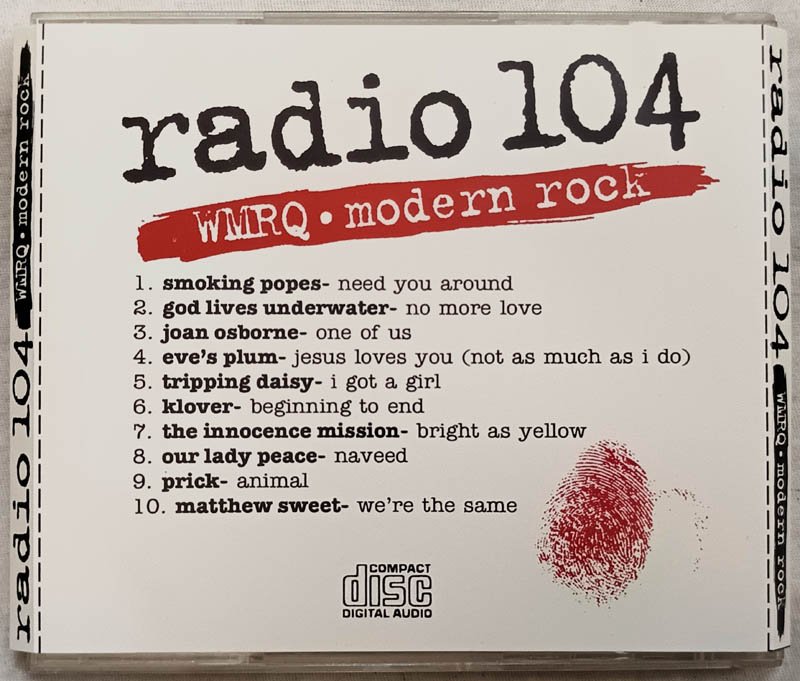 radio 104
WMRQ • modern rock
1. smoking popes- need you around
2. god lives underwater- no more love
3. joan osborne- one of us
4. eve's plum- jesus loves you (not as much as i do)
5. tripping daisy- i got a girl
6. klover- beginning to end
7. the innocence mission- bright as yellow
8. our lady peace- naveed
9. prick- animal
10. matthew sweet- we're the same
COMPACT
disc
DIGITAL AUDIO
radio 104 WMRQ • modern rock
radio 104 WMRQ • modern rock